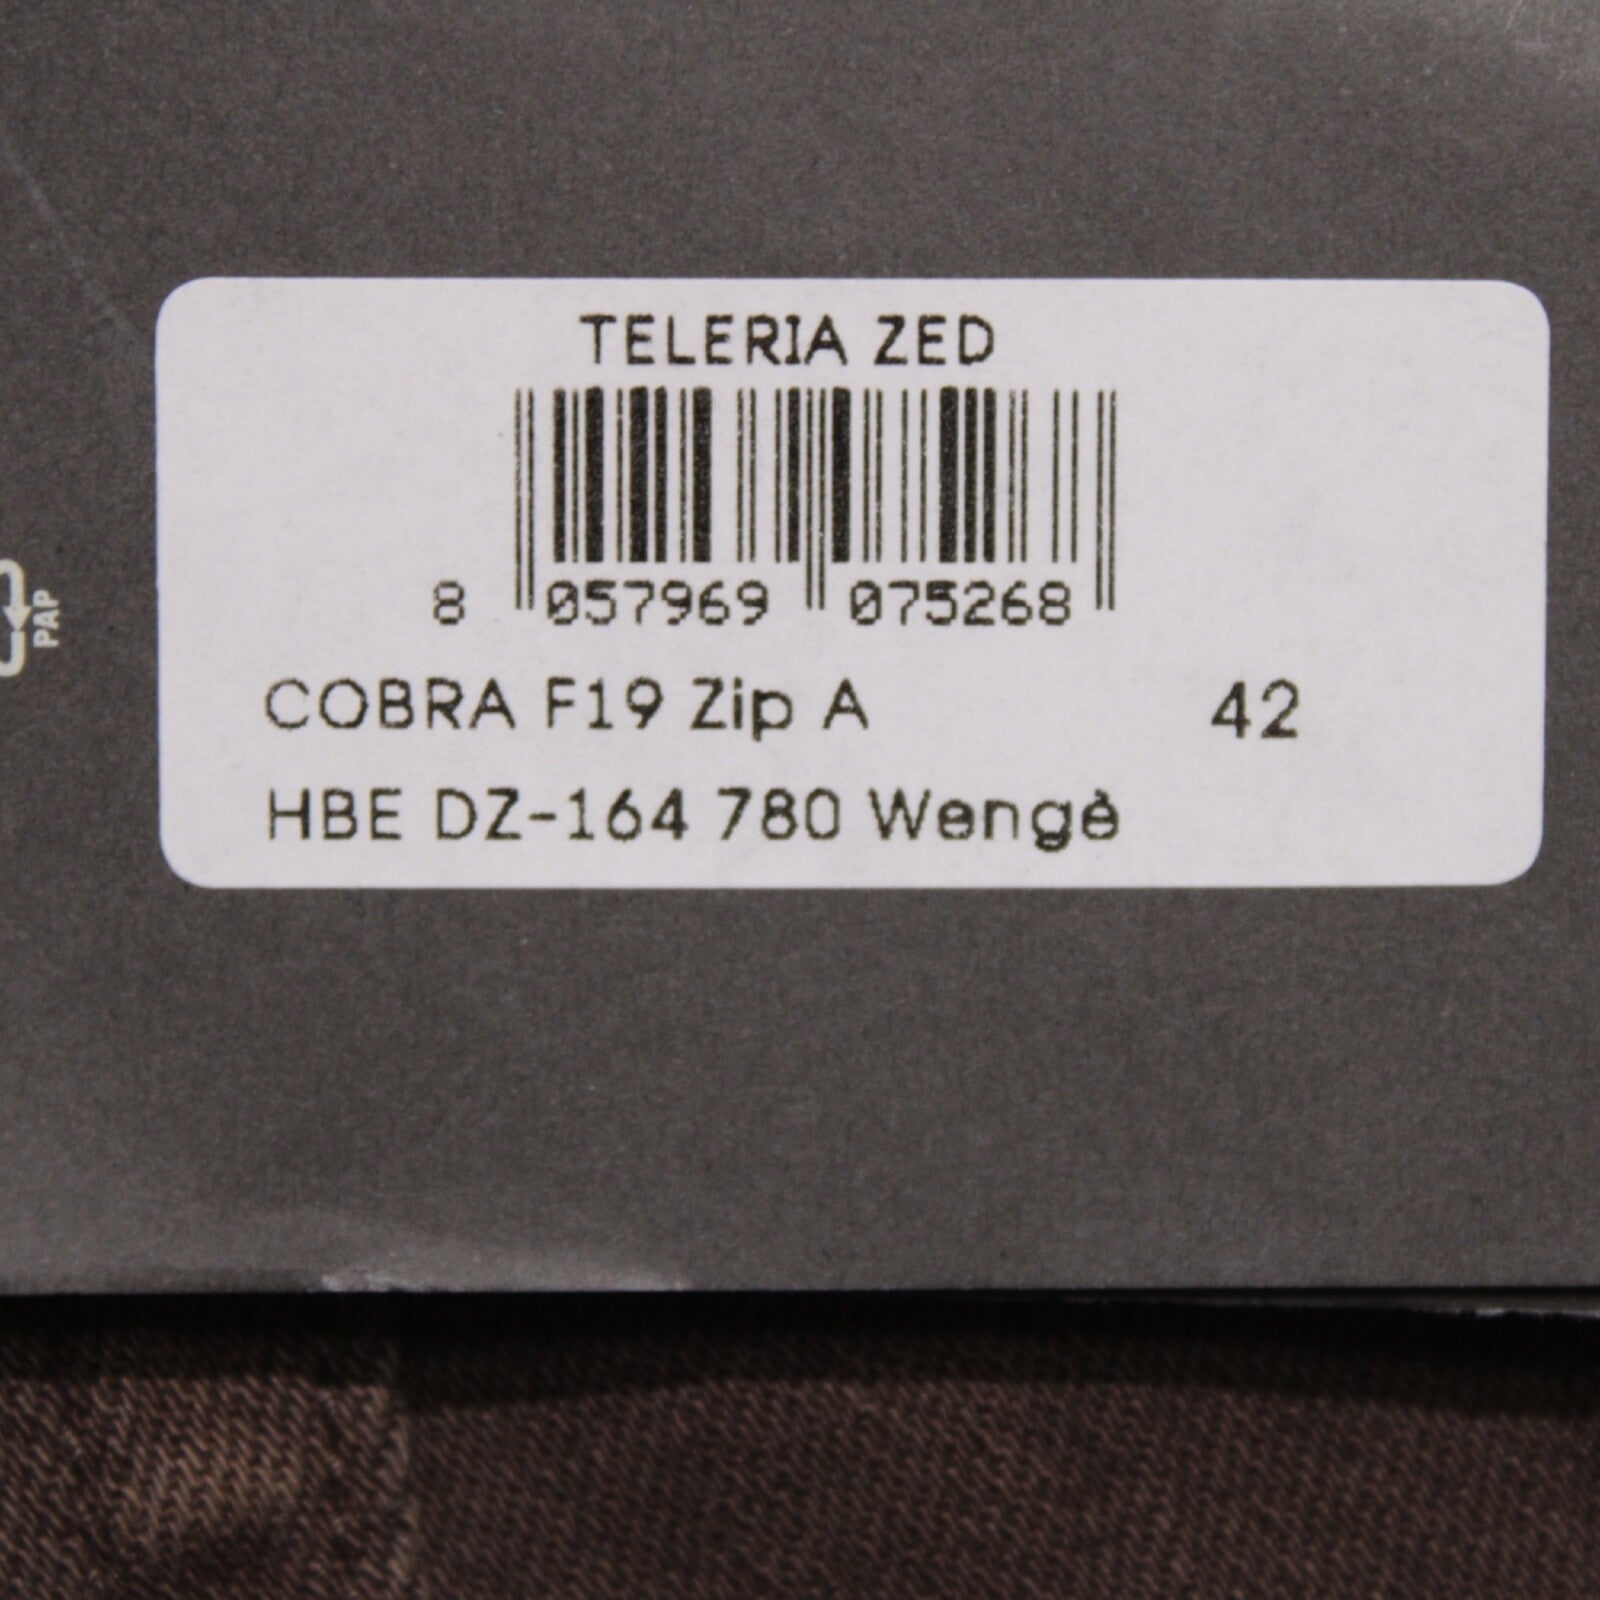 TELERIA ZED
8 057969 075268
COBRA F19 Zip A 42
HBE DZ-164 780 Wengè
PAP